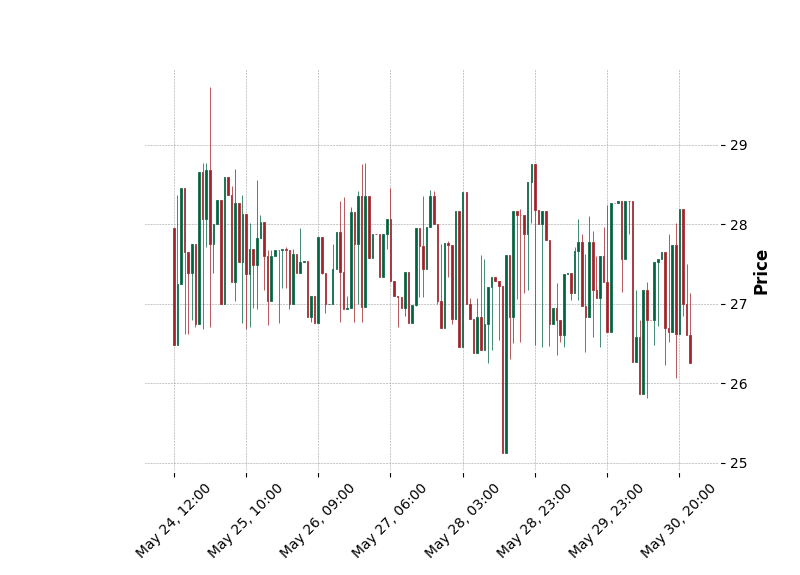 29
28
27
26
25
Price
May 24, 12:00
May 25, 10:00
May 26, 09:00
May 27, 06:00
May 28, 03:00
May 28, 23:00
May 29, 23:00
May 30, 20:00